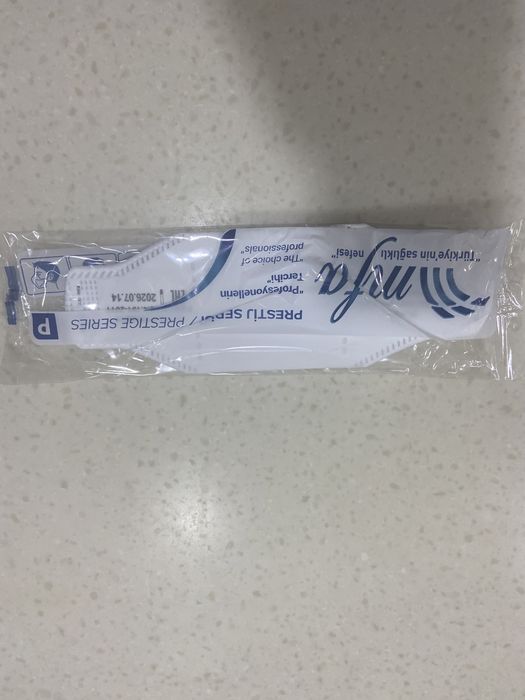 PRESTİJ SERİSİ / PRESTIGE SERIES
P
mfa
"Türkiye'nin sağlıklı
nefesi"
"Profesyonellerin
Tercihi"
"The choice of
professionals"
2026.07.14